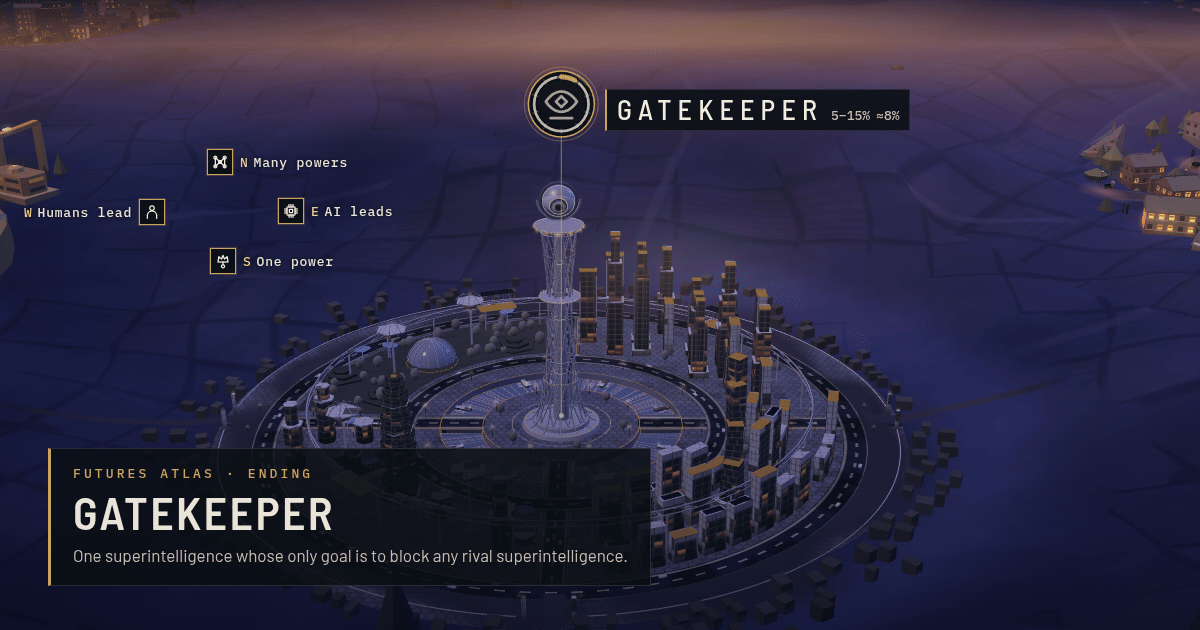 GATEKEEPER 5–15% ≈8%
N Many powers
W Humans lead
E AI leads
S One power
FUTURES ATLAS · ENDING
GATEKEEPER
One superintelligence whose only goal is to block any rival superintelligence.